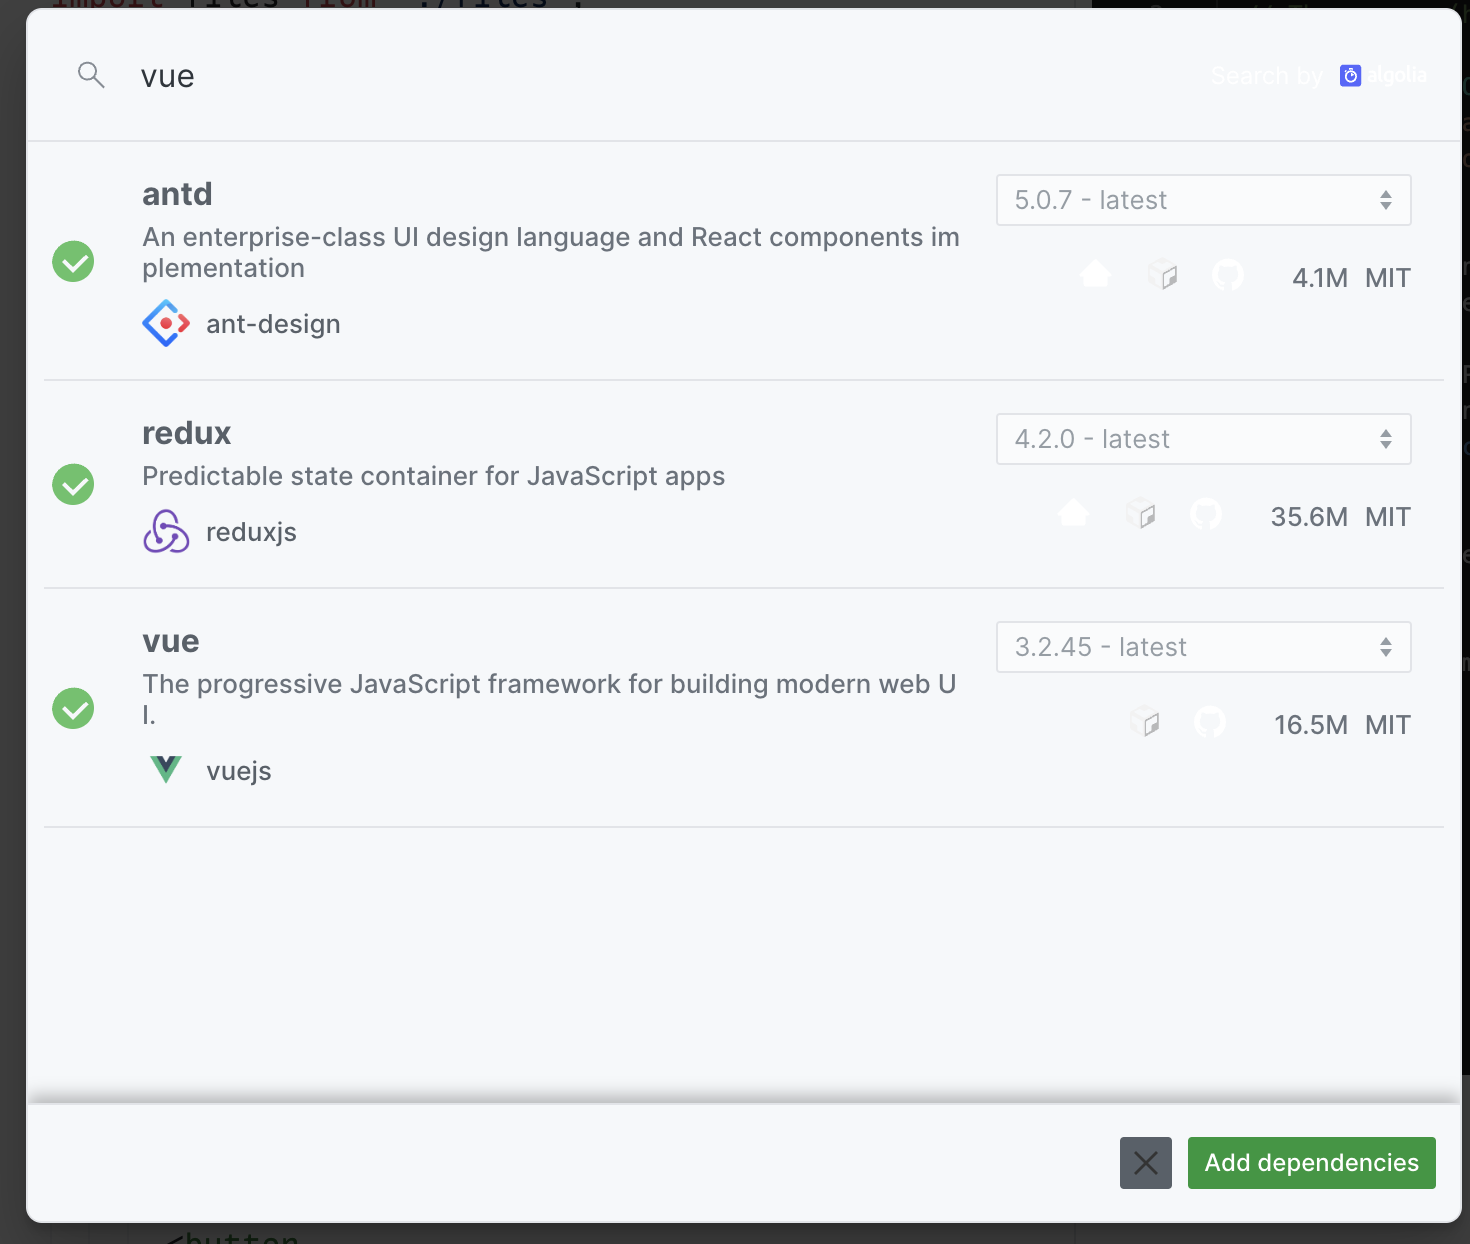 import files from "./files";
vue
Search by algolia
antd
5.0.7 - latest
An enterprise-class UI design language and React components im
plementation
4.1M MIT
ant-design
redux
4.2.0 - latest
Predictable state container for JavaScript apps
35.6M MIT
reduxjs
vue
3.2.45 - latest
The progressive JavaScript framework for building modern web U
I.
16.5M MIT
vuejs
Add dependencies
<button